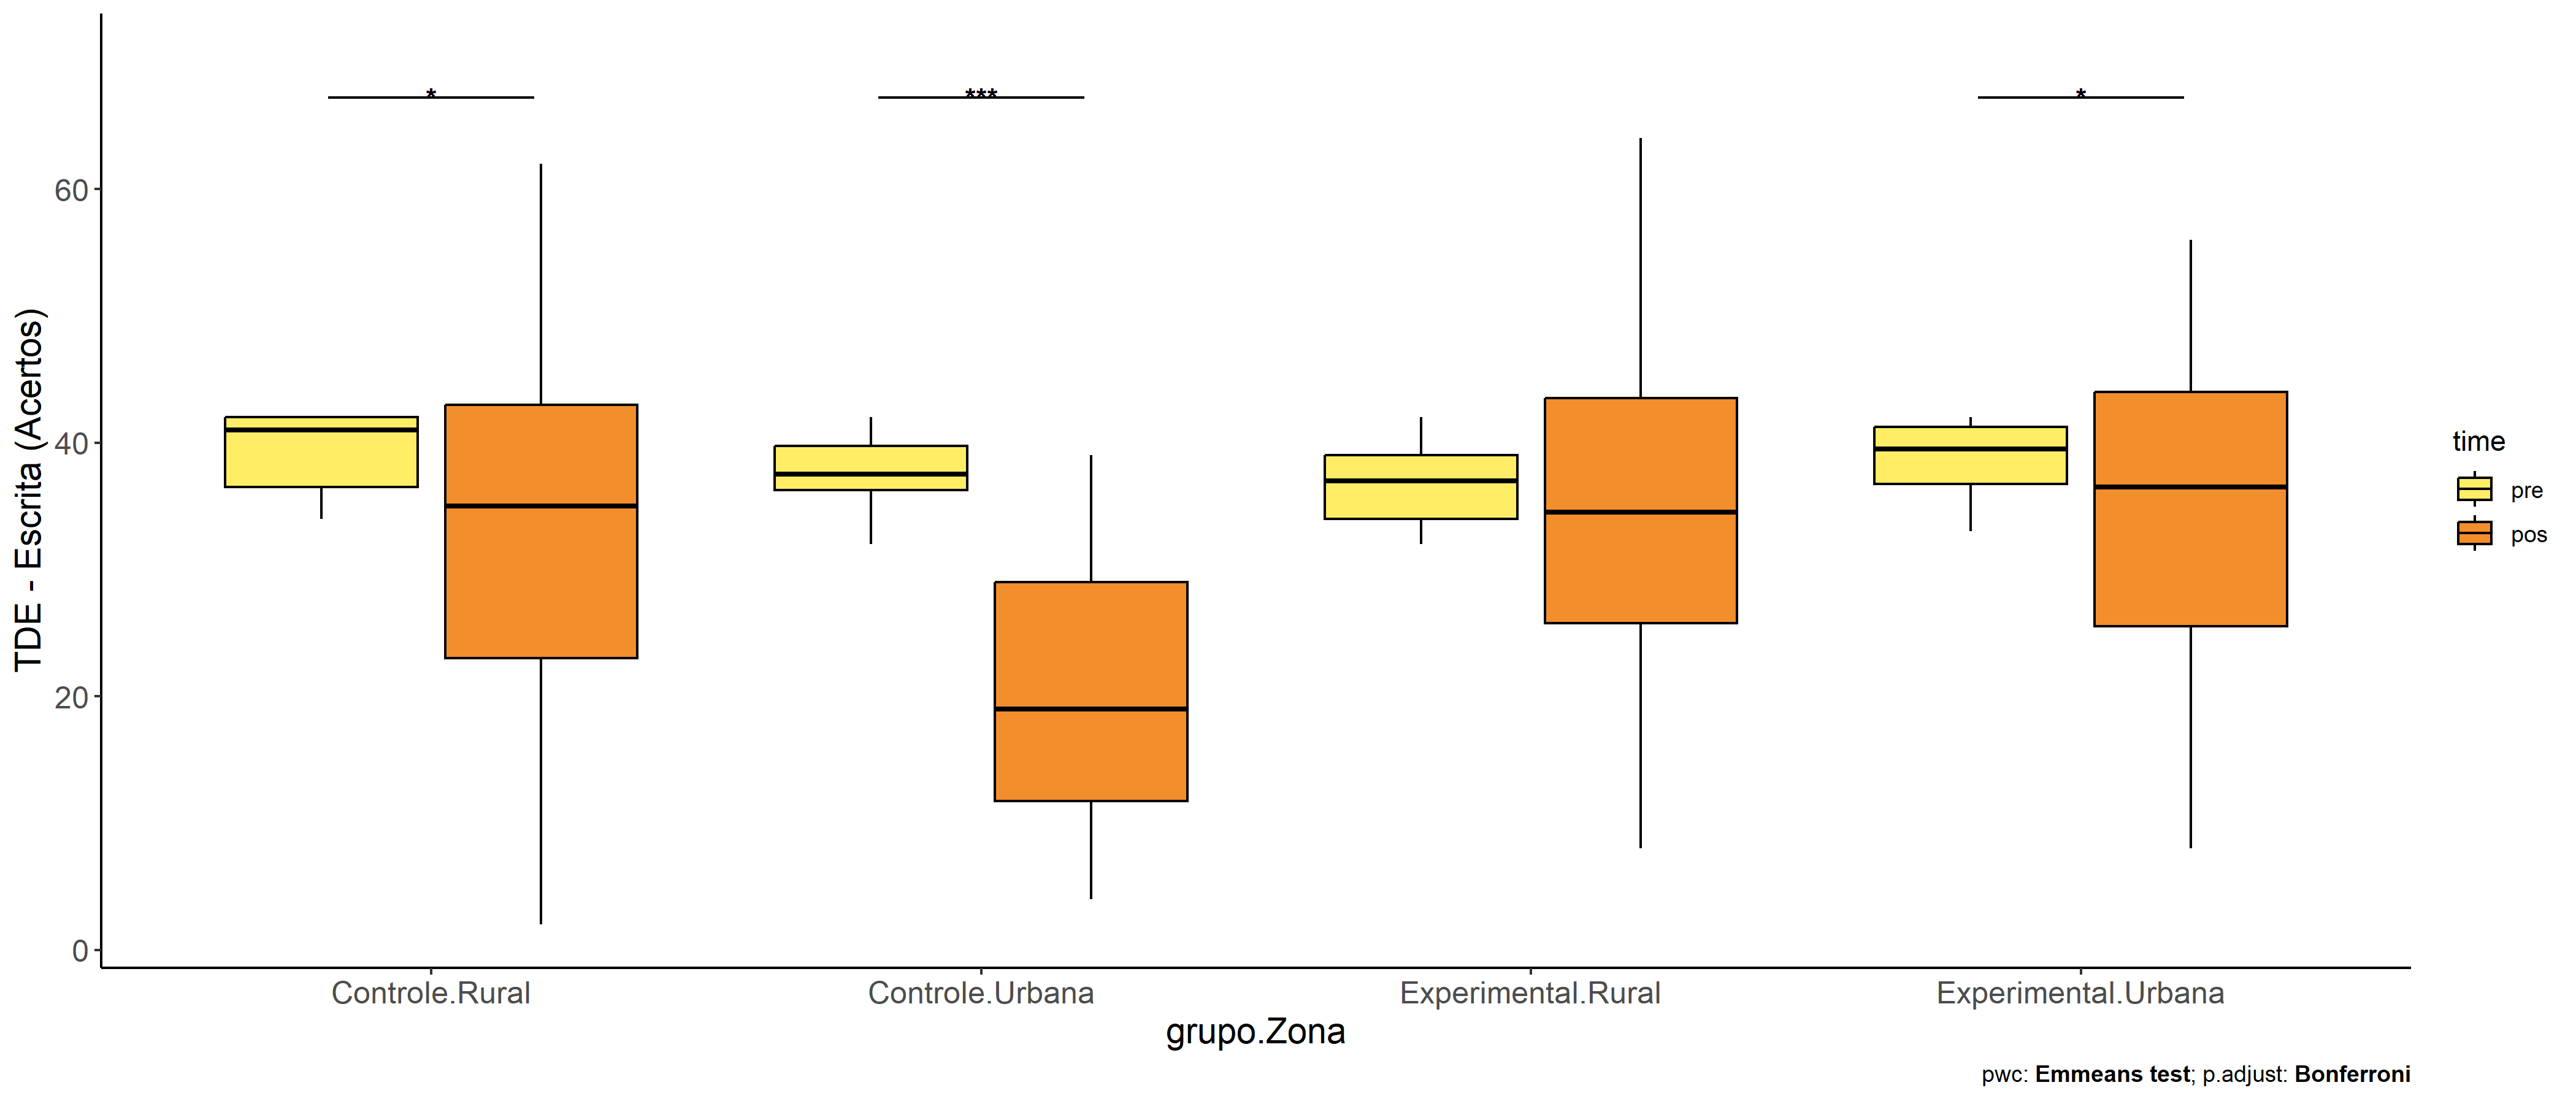 * *** *
TDE - Escrita (Acertos)
60
40
20
0
Controle.Rural Controle.Urbana Experimental.Rural Experimental.Urbana
grupo.Zona
time
pre
pos
pwc: Emmeans test; p.adjust: Bonferroni